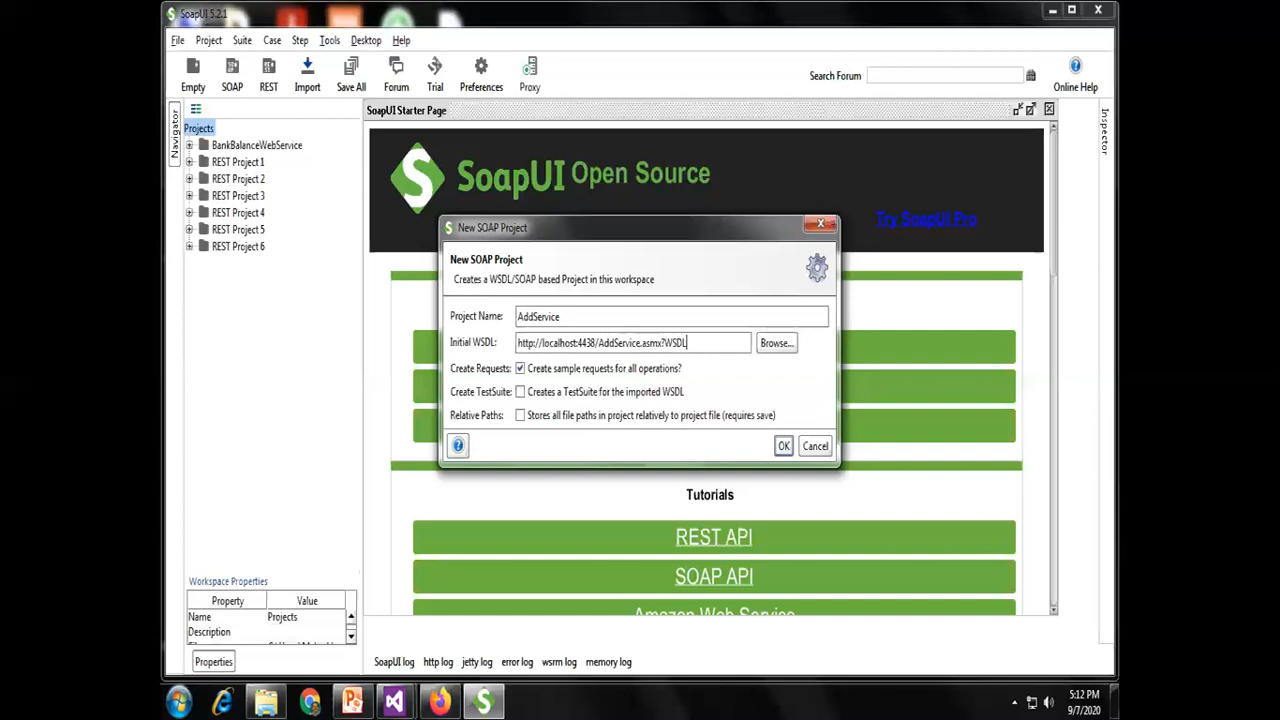 SoapUI 5.2.1
File Project Suite Case Step Tools Desktop Help
Empty SOAP REST Import Save All Forum Trial Preferences Proxy
Search Forum
Online Help
Navigator
Projects
BankBalanceWebService
REST Project 1
REST Project 2
REST Project 3
REST Project 4
REST Project 5
REST Project 6
SoapUI Starter Page
Inspector
SoapUI Open Source
Try SoapUI Pro
New SOAP Project
New SOAP Project
Creates a WSDL/SOAP based Project in this workspace
Project Name: AddService
Initial WSDL: http://localhost:4438/AddService.asmx?WSDL Browse...
Create Requests: Create sample requests for all operations?
Create TestSuite: Creates a TestSuite for the imported WSDL
Relative Paths: Stores all file paths in project relatively to project file (requires save)
OK Cancel
Tutorials
REST API
SOAP API
Amazon Web Service
Workspace Properties
Property Value
Name Projects
Description
Properties
SoapUI log http log jetty log error log wsrm log memory log
5:12 PM
9/7/2020